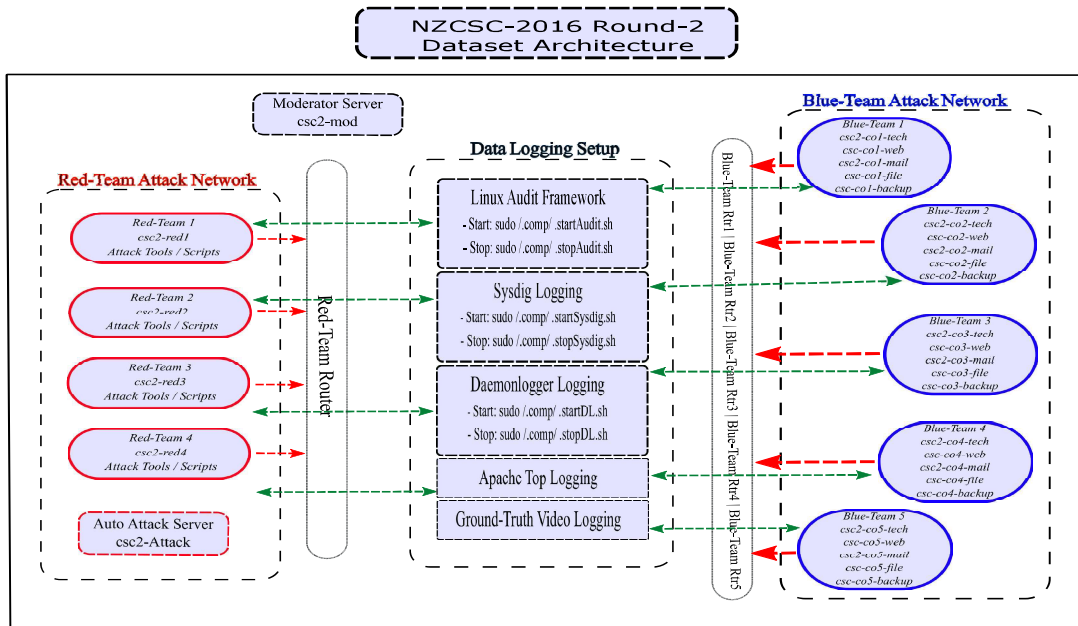 NZCSC-2016 Round-2
Dataset Architecture
Moderator Server
csc2-mod
Red-Team Attack Network
Red-Team 1
csc2-red1
Attack Tools / Scripts
Red-Team 2
csc2-red2
Attack Tools / Scripts
Red-Team 3
csc2-red3
Attack Tools / Scripts
Red-Team 4
csc2-red4
Attack Tools / Scripts
Auto Attack Server
csc2-Attack
Red-Team Router
Data Logging Setup
Linux Audit Framework
- Start: sudo /.comp/ .startAudit.sh
- Stop: sudo /.comp/ .stopAudit.sh
Sysdig Logging
- Start: sudo /.comp/ .startSysdig.sh
- Stop: sudo /.comp/ .stopSysdig.sh
Daemonlogger Logging
- Start: sudo /.comp/ .startDL.sh
- Stop: sudo /.comp/ .stopDL.sh
Apache Top Logging
Ground-Truth Video Logging
Blue-Team Rtr1 | Blue-Team Rtr2 | Blue-Team Rtr3 | Blue-Team Rtr4 | Blue-Team Rtr5
Blue-Team Attack Network
Blue-Team 1
csc2-co1-tech
csc-co1-web
csc2-co1-mail
csc-co1-file
csc-co1-backup
Blue-Team 2
csc2-co2-tech
csc-co2-web
csc2-co2-mail
csc-co2-file
csc-co2-backup
Blue-Team 3
csc2-co3-tech
csc-co3-web
csc2-co3-mail
csc-co3-file
csc-co3-backup
Blue-Team 4
csc2-co4-tech
csc-co4-web
csc2-co4-mail
csc-co4-file
csc-co4-backup
Blue-Team 5
csc2-co5-tech
csc-co5-web
csc2-co5-mail
csc-co5-file
csc-co5-backup